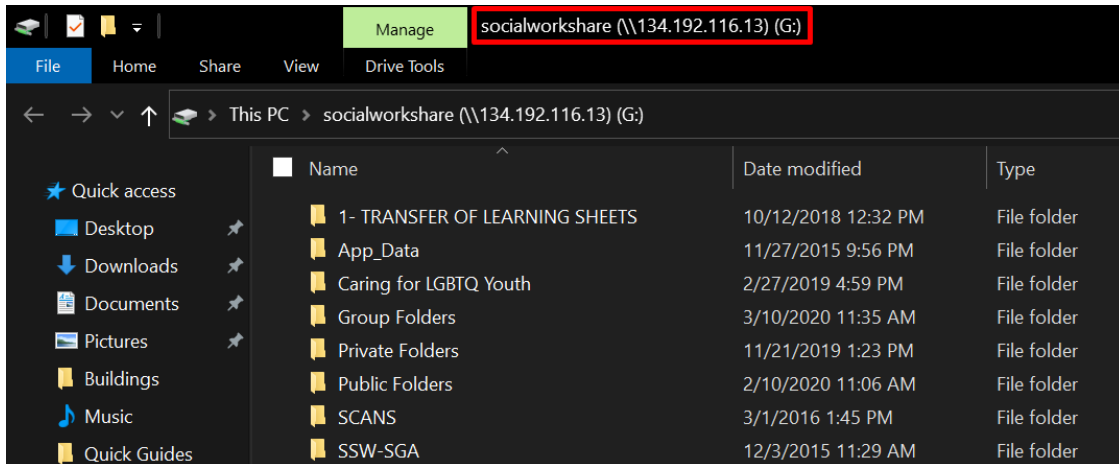 Manage socialworkshare (\\134.192.116.13) (G:)
File Home Share View Drive Tools
This PC socialworkshare (\\134.192.116.13) (G:)
Name Date modified Type
Quick access
Desktop
Downloads
Documents
Pictures
Buildings
Music
Quick Guides
1- TRANSFER OF LEARNING SHEETS 10/12/2018 12:32 PM File folder
App_Data 11/27/2015 9:56 PM File folder
Caring for LGBTQ Youth 2/27/2019 4:59 PM File folder
Group Folders 3/10/2020 11:35 AM File folder
Private Folders 11/21/2019 1:23 PM File folder
Public Folders 2/10/2020 11:06 AM File folder
SCANS 3/1/2016 1:45 PM File folder
SSW-SGA 12/3/2015 11:29 AM File folder